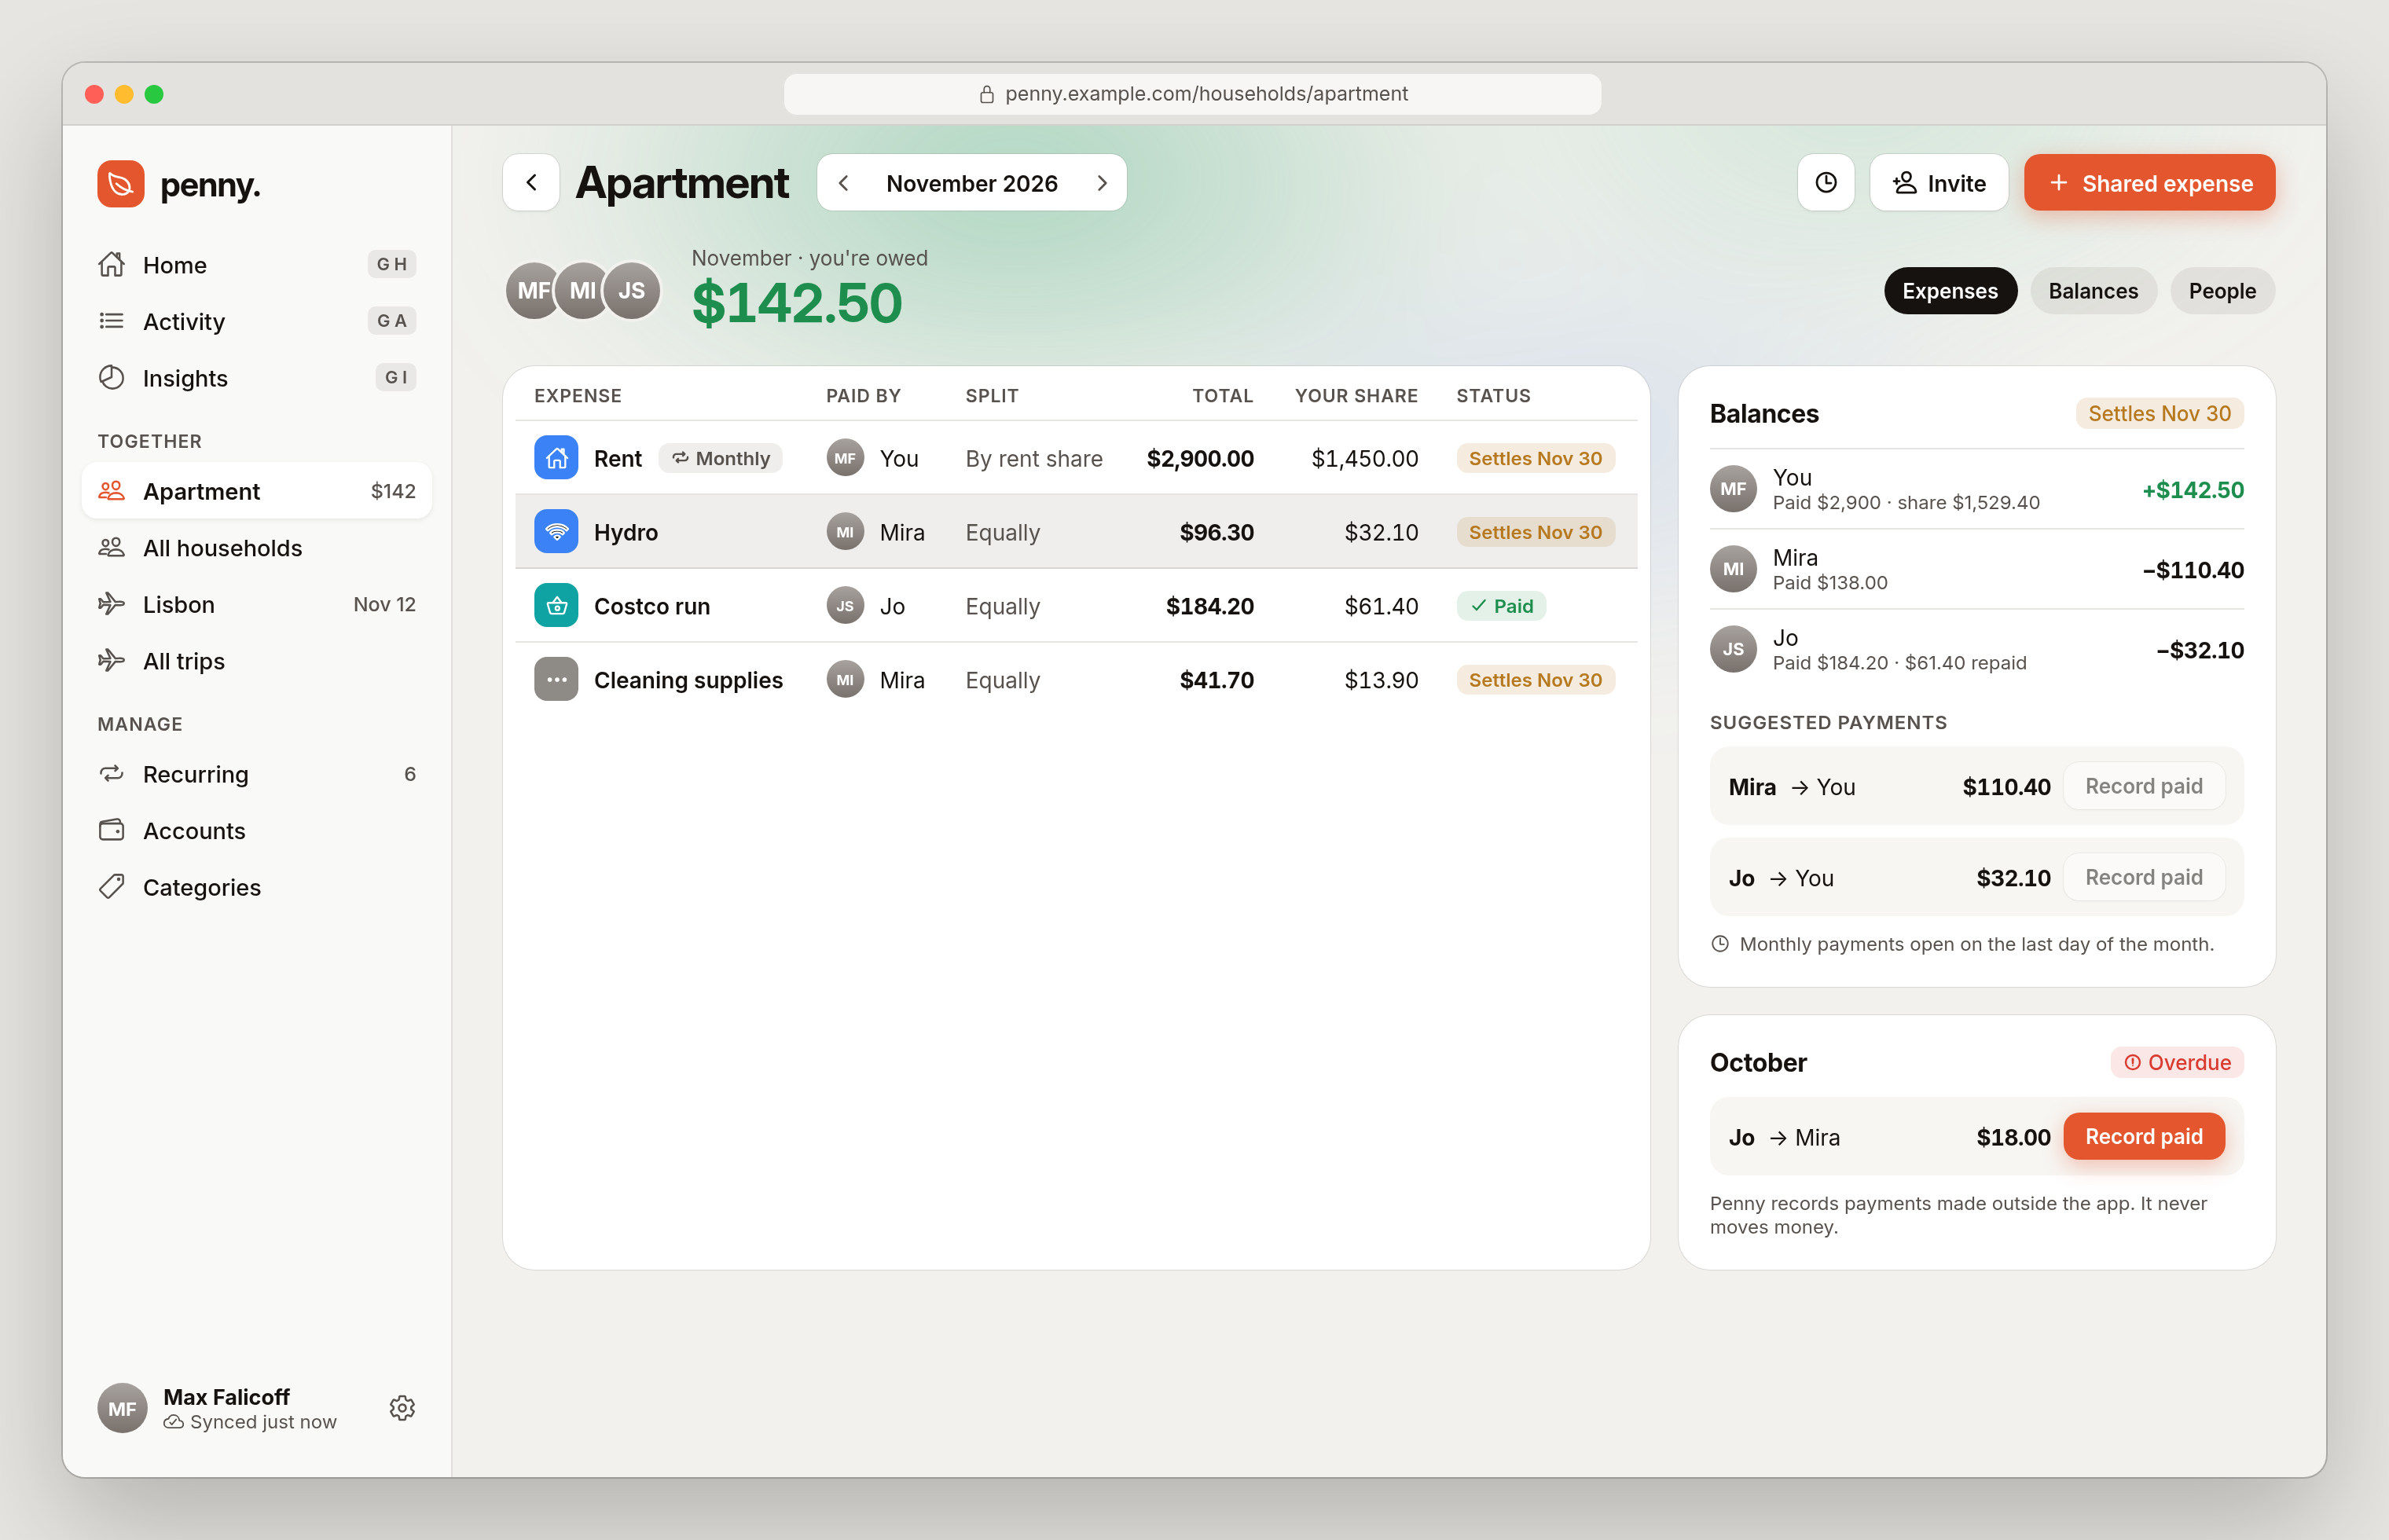 penny.example.com/households/apartment
penny.
Home G H
Activity G A
Insights G I
TOGETHER
Apartment $142
All households
Lisbon Nov 12
All trips
MANAGE
Recurring 6
Accounts
Categories
MF Max Falicoff
Synced just now
Apartment
November 2026
Invite
Shared expense
MF MI JS
November · you're owed
$142.50
Expenses Balances People
EXPENSE PAID BY SPLIT TOTAL YOUR SHARE STATUS
Rent Monthly MF You By rent share $2,900.00 $1,450.00 Settles Nov 30
Hydro MI Mira Equally $96.30 $32.10 Settles Nov 30
Costco run JS Jo Equally $184.20 $61.40 Paid
Cleaning supplies MI Mira Equally $41.70 $13.90 Settles Nov 30
Balances Settles Nov 30
MF You +$142.50
Paid $2,900 · share $1,529.40
MI Mira −$110.40
Paid $138.00
JS Jo −$32.10
Paid $184.20 · $61.40 repaid
SUGGESTED PAYMENTS
Mira → You $110.40 Record paid
Jo → You $32.10 Record paid
Monthly payments open on the last day of the month.
October Overdue
Jo → Mira $18.00 Record paid
Penny records payments made outside the app. It never
moves money.